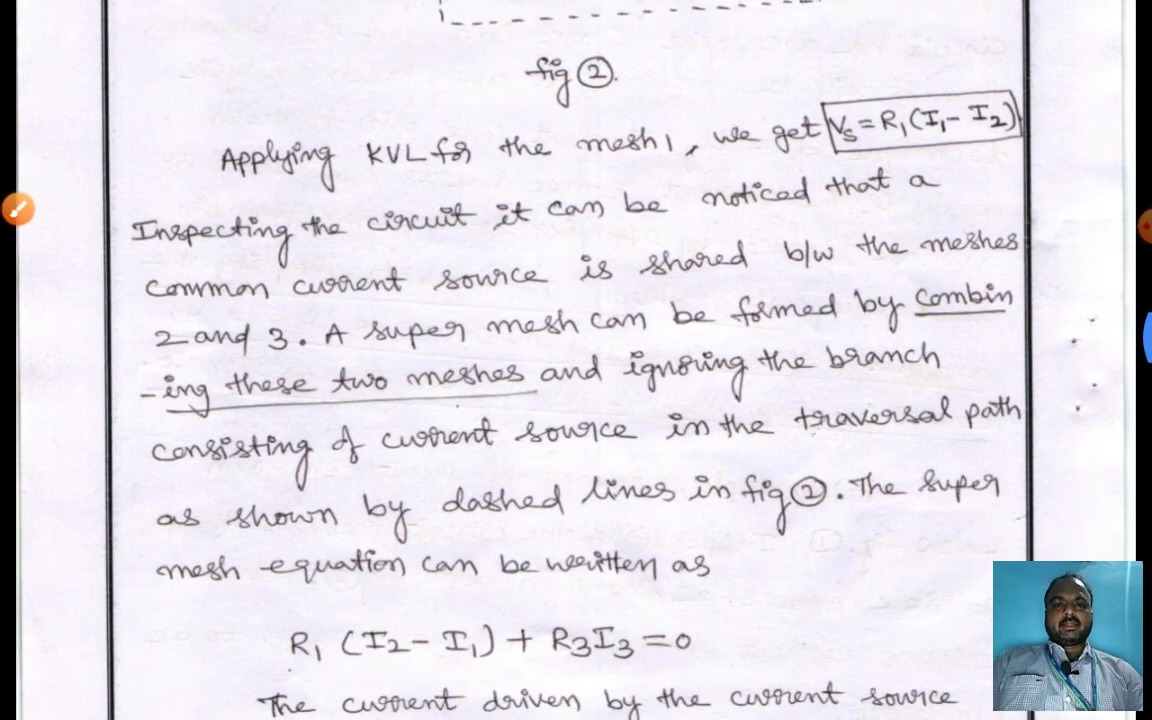 fig ②.
Applying KVL for the mesh 1, we get Vs = R1 (I1 - I2)
Inspecting the circuit it can be noticed that a
common current source is shared b/w the meshes
2 and 3. A super mesh can be formed by combin
-ing these two meshes and ignoring the branch
consisting of current source in the traversal path
as shown by dashed lines in fig ②. The super
mesh equation can be written as
R1 (I2 - I1) + R3I3 = 0
The current driven by the current source